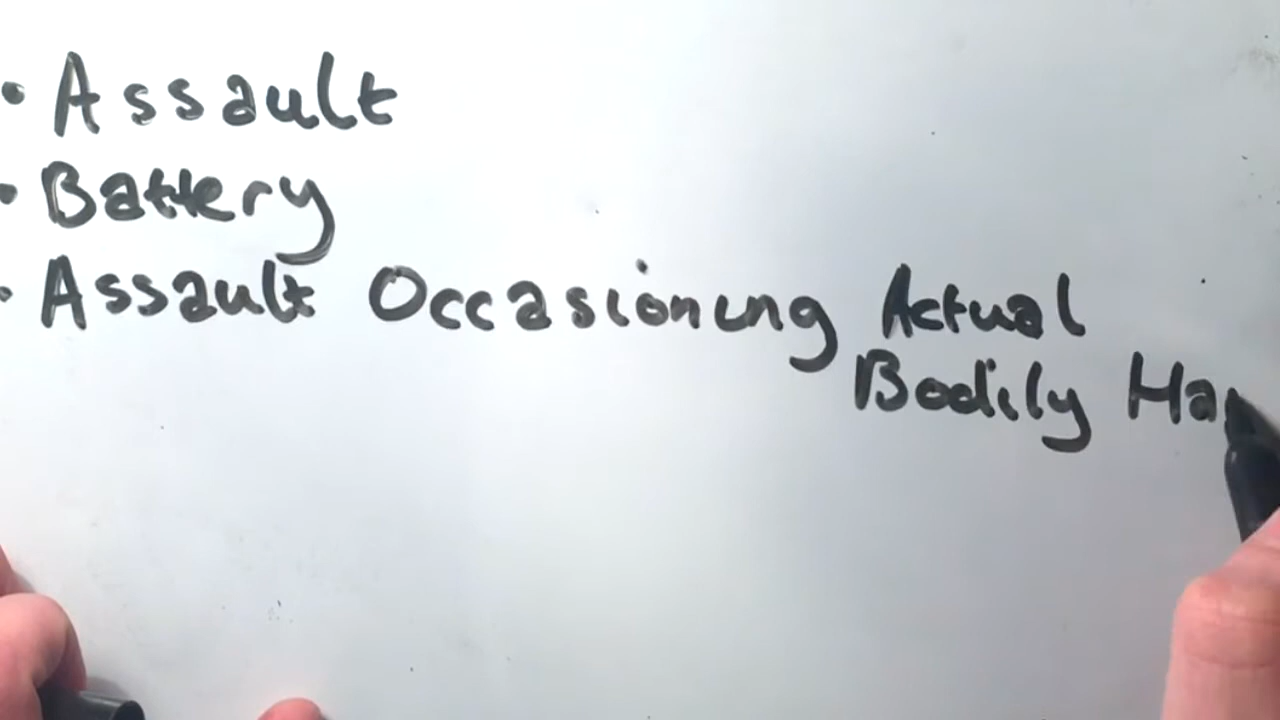 • Assault
• Battery
• Assault Occasioning Actual
Bodily Ha